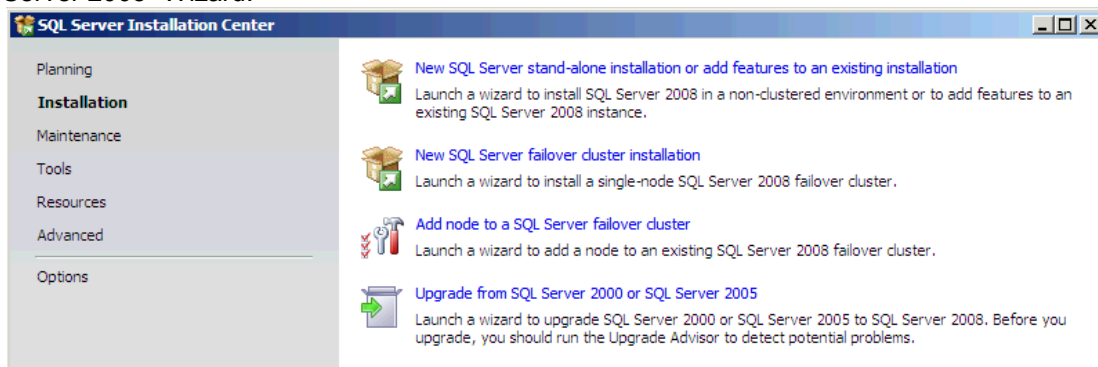 SQL Server Installation Center
Planning
Installation
Maintenance
Tools
Resources
Advanced
Options
New SQL Server stand-alone installation or add features to an existing installation
Launch a wizard to install SQL Server 2008 in a non-clustered environment or to add features to an
existing SQL Server 2008 instance.
New SQL Server failover cluster installation
Launch a wizard to install a single-node SQL Server 2008 failover cluster.
Add node to a SQL Server failover cluster
Launch a wizard to add a node to an existing SQL Server 2008 failover cluster.
Upgrade from SQL Server 2000 or SQL Server 2005
Launch a wizard to upgrade SQL Server 2000 or SQL Server 2005 to SQL Server 2008. Before you
upgrade, you should run the Upgrade Advisor to detect potential problems.